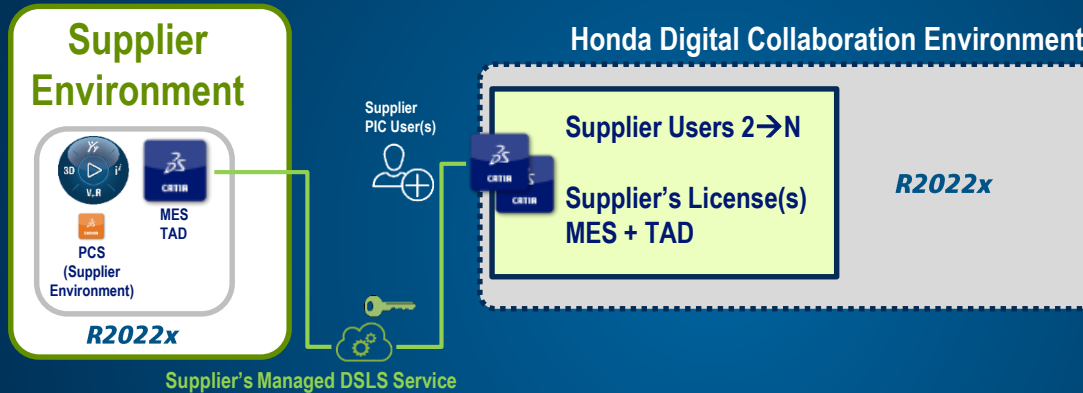 Supplier
Environment
3D
V.R
CATIA
MES
TAD
PCS
(Supplier
Environment)
R2022x
Supplier
PIC User(s)
Supplier's Managed DSLS Service
Honda Digital Collaboration Environment
CATIA
CATIA
Supplier Users 2→N
Supplier's License(s)
MES + TAD
R2022x